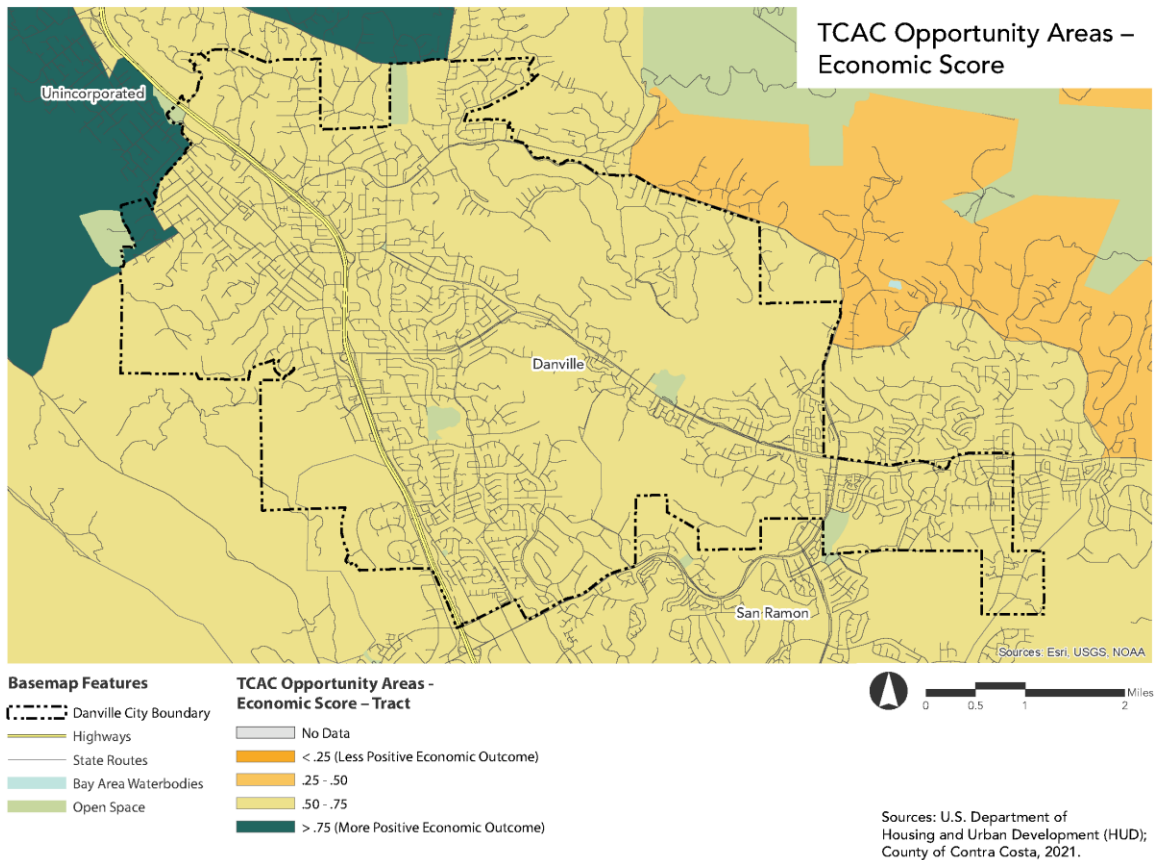 TCAC Opportunity Areas –
Economic Score
Unincorporated
Danville
San Ramon
Sources: Esri, USGS, NOAA
Basemap Features
Danville City Boundary
Highways
State Routes
Bay Area Waterbodies
Open Space
TCAC Opportunity Areas -
Economic Score – Tract
No Data
< .25 (Less Positive Economic Outcome)
.25 - .50
.50 - .75
> .75 (More Positive Economic Outcome)
Miles
0 0.5 1 2
Sources: U.S. Department of
Housing and Urban Development (HUD);
County of Contra Costa, 2021.